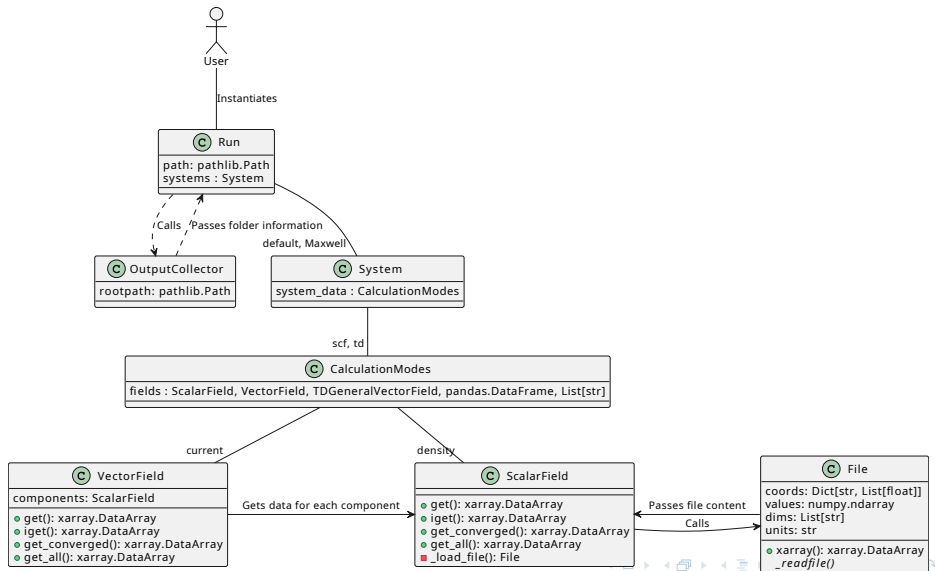 User
Instantiates
C Run
path: pathlib.Path
systems : System
Calls
Passes folder information
default, Maxwell
C OutputCollector
rootpath: pathlib.Path
C System
system_data : CalculationModes
scf, td
C CalculationModes
fields : ScalarField, VectorField, TDGeneralVectorField, pandas.DataFrame, List[str]
current
density
C VectorField
components: ScalarField
get(): xarray.DataArray
iget(): xarray.DataArray
get_converged(): xarray.DataArray
get_all(): xarray.DataArray
Gets data for each component
C ScalarField
get(): xarray.DataArray
iget(): xarray.DataArray
get_converged(): xarray.DataArray
get_all(): xarray.DataArray
_load_file(): File
Passes file content
Calls
C File
coords: Dict[str, List[float]]
values: numpy.ndarray
dims: List[str]
units: str
xarray(): xarray.DataArray
_readfile()